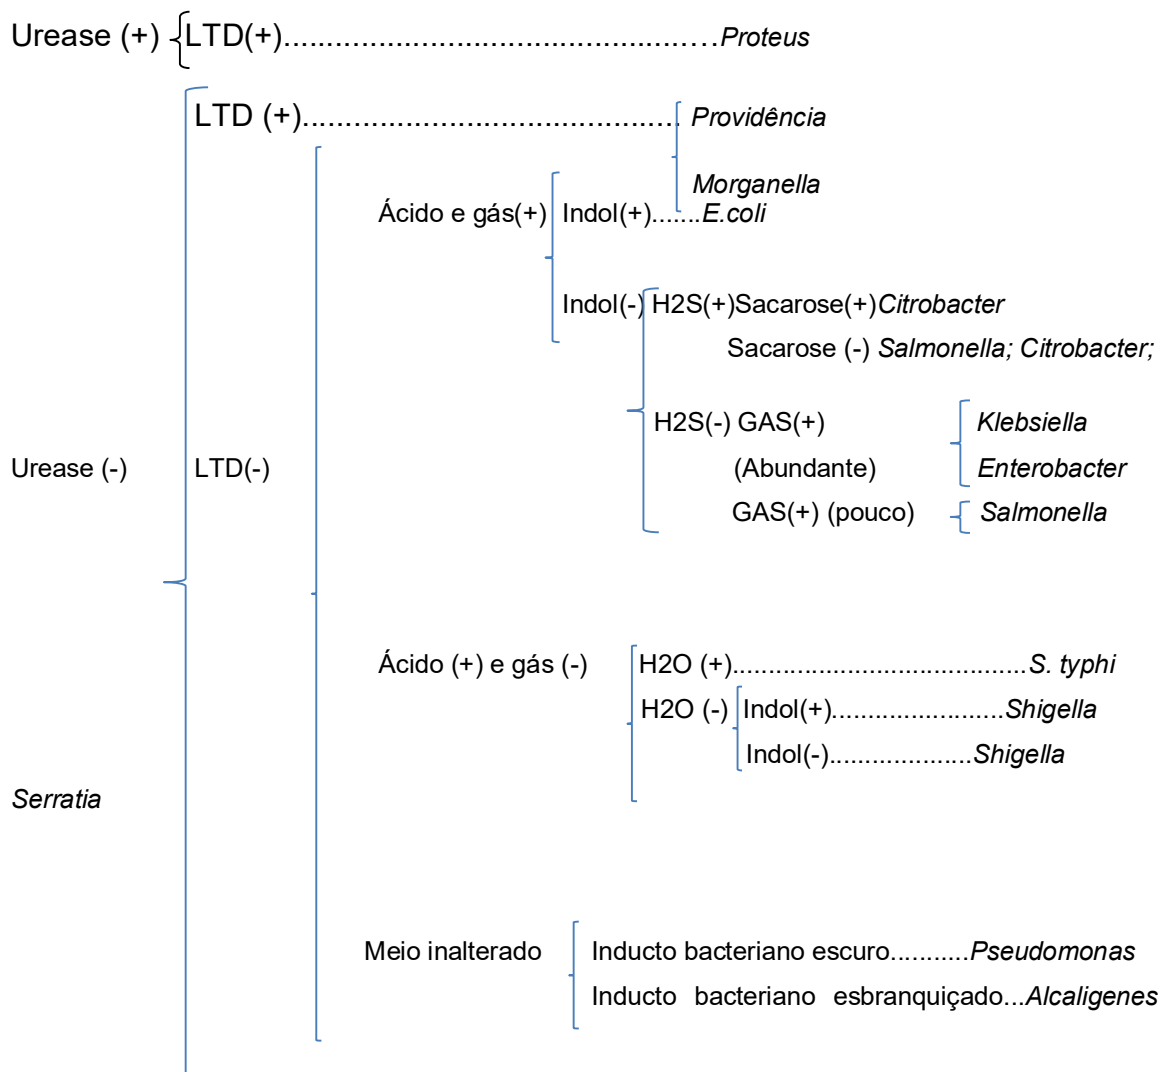 Urease (+) LTD(+)..................................................Proteus
LTD (+)............................................ Providência
Morganella
Ácido e gás(+) Indol(+).......E.coli
Indol(-) H2S(+)Sacarose(+)Citrobacter
Sacarose (-) Salmonella; Citrobacter;
H2S(-) GAS(+) Klebsiella
Urease (-) LTD(-) (Abundante) Enterobacter
GAS(+) (pouco) Salmonella
Ácido (+) e gás (-) H2O (+)........................................S. typhi
H2O (-) Indol(+).......................Shigella
Indol(-)...................Shigella
Serratia
Meio inalterado Inducto bacteriano escuro...........Pseudomonas
Inducto bacteriano esbranquiçado...Alcaligenes